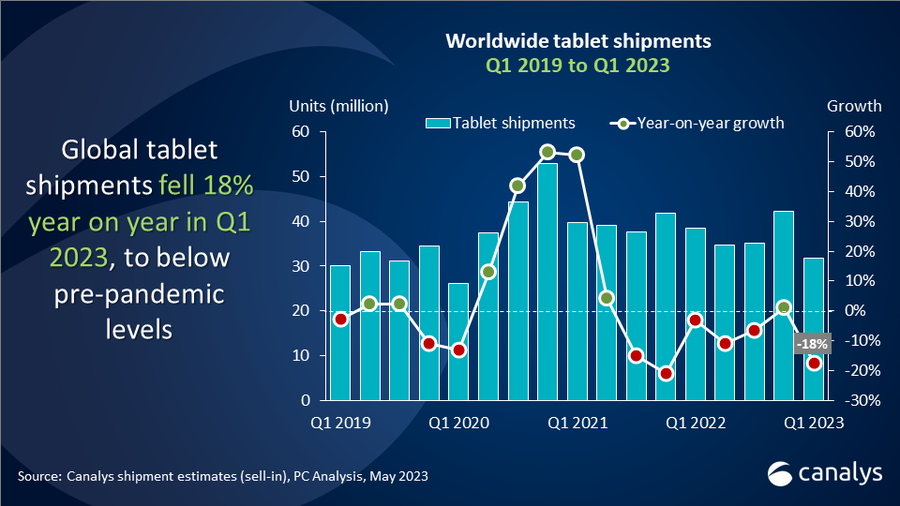 Worldwide tablet shipments
Q1 2019 to Q1 2023
Global tablet
shipments fell 18%
year on year in Q1
2023, to below
pre-pandemic
levels
Units (million)
Growth
Tablet shipments
Year-on-year growth
60
50
40
30
20
10
0
60%
50%
40%
30%
20%
10%
0%
-10%
-20%
-30%
-18%
Q1 2019
Q1 2020
Q1 2021
Q1 2022
Q1 2023
Source: Canalys shipment estimates (sell-in), PC Analysis, May 2023
canalys